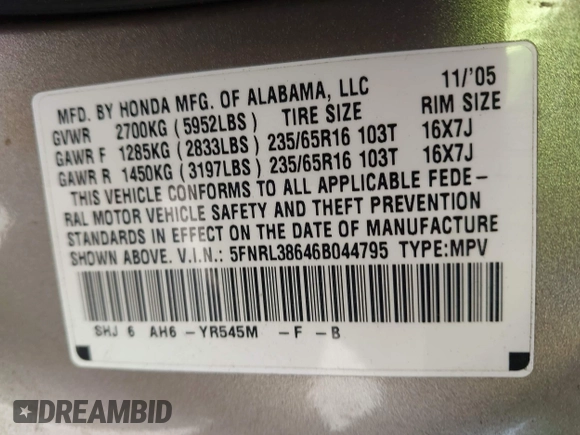 MFD. BY HONDA MFG. OF ALABAMA, LLC 11/'05
GVWR 2700KG (5952LBS) TIRE SIZE RIM SIZE
GAWR F 1285KG (2833LBS) 235/65R16 103T 16X7J
GAWR R 1450KG (3197LBS) 235/65R16 103T 16X7J
THIS VEHICLE CONFORMS TO ALL APPLICABLE FEDE-
RAL MOTOR VEHICLE SAFETY AND THEFT PREVENTION
STANDARDS IN EFFECT ON THE DATE OF MANUFACTURE
SHOWN ABOVE. V.I.N.: 5FNRL38646B044795 TYPE:MPV
SHJ 6 AH6 -YR545M -F -B
DREAMBID